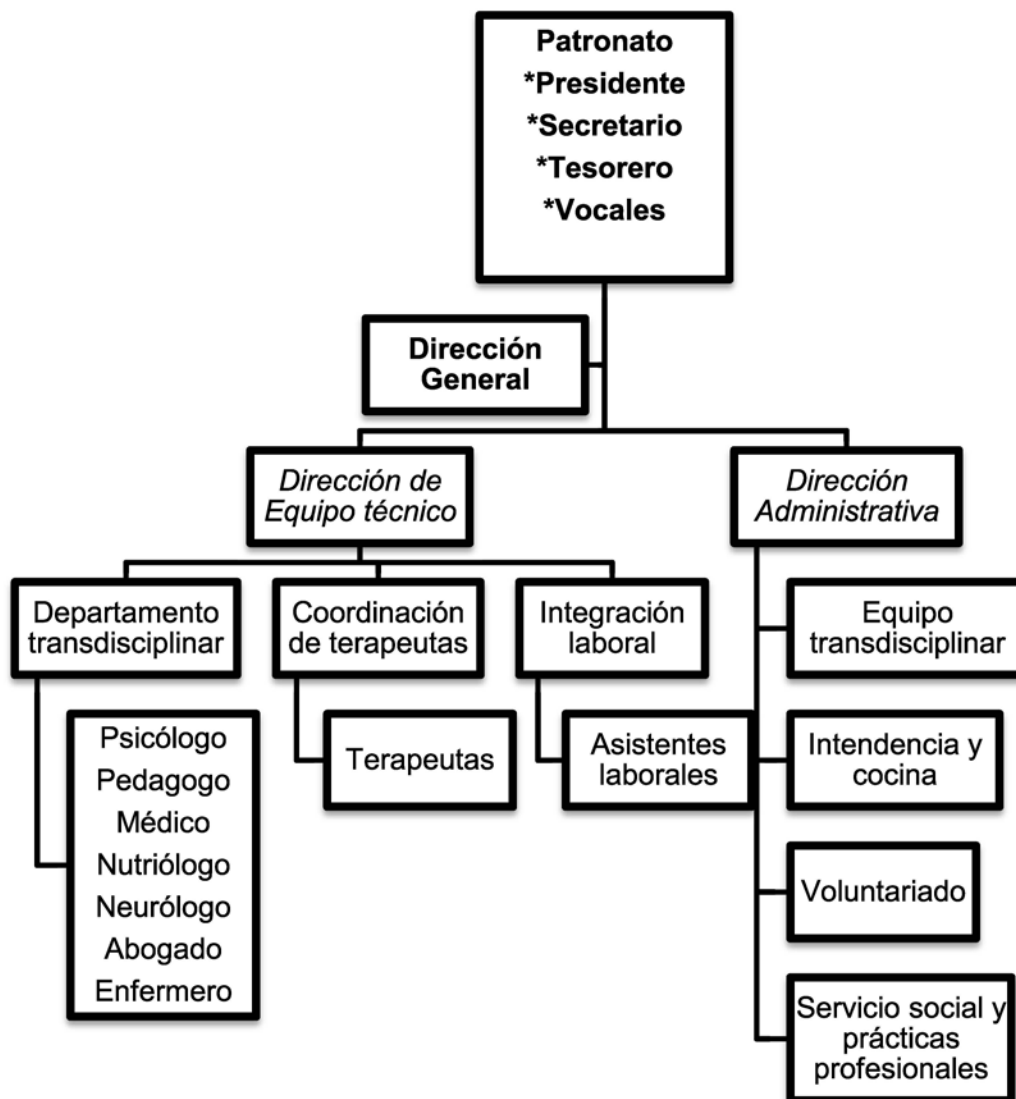 Patronato
*Presidente
*Secretario
*Tesorero
*Vocales
Dirección
General
Dirección de
Equipo técnico
Dirección
Administrativa
Departamento
transdisciplinar
Coordinación
de terapeutas
Integración
laboral
Equipo
transdisciplinar
Psicólogo
Pedagogo
Médico
Nutriólogo
Neurólogo
Abogado
Enfermero
Terapeutas
Asistentes
laborales
Intendencia y
cocina
Voluntariado
Servicio social y
prácticas
profesionales